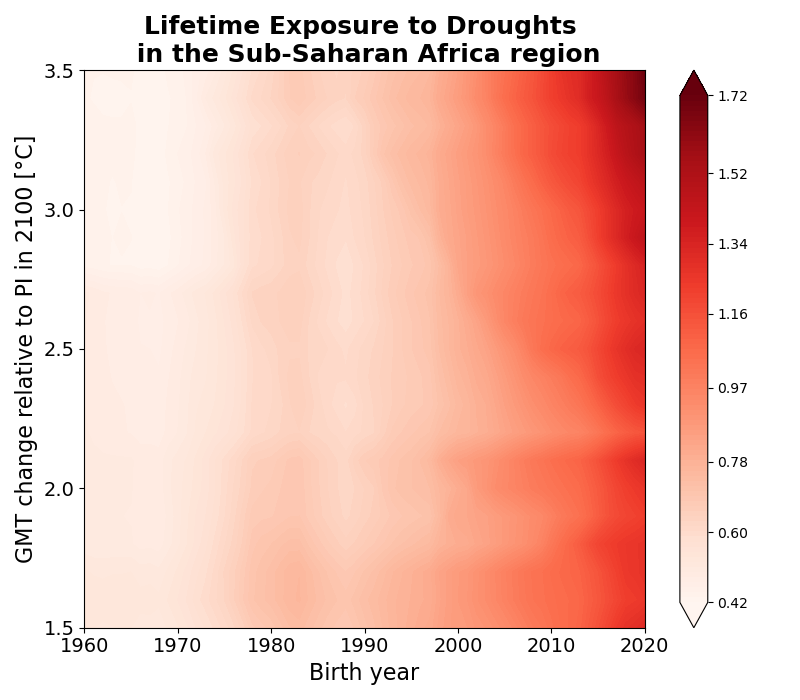 Lifetime Exposure to Droughts
in the Sub-Saharan Africa region
GMT change relative to PI in 2100 [°C]
3.5
3.0
2.5
2.0
1.5
1960 1970 1980 1990 2000 2010 2020
Birth year
1.72
1.52
1.34
1.16
0.97
0.78
0.60
0.42